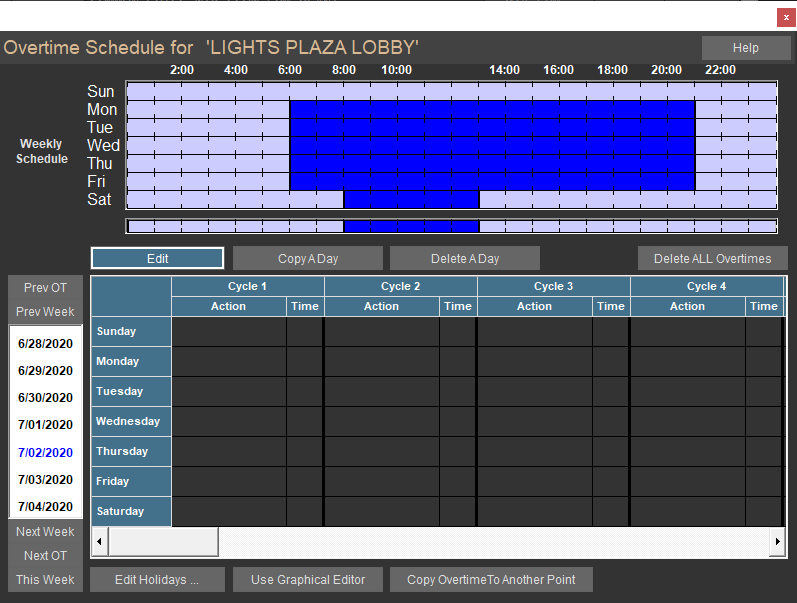 x
Overtime Schedule for 'LIGHTS PLAZA LOBBY'
Help
2:00 4:00 6:00 8:00 10:00 14:00 16:00 18:00 20:00 22:00
Weekly
Schedule
Sun
Mon
Tue
Wed
Thu
Fri
Sat
Edit Copy A Day Delete A Day Delete ALL Overtimes
Prev OT
Prev Week
6/28/2020
6/29/2020
6/30/2020
7/01/2020
7/02/2020
7/03/2020
7/04/2020
Next Week
Next OT
This Week
Cycle 1 Cycle 2 Cycle 3 Cycle 4
Action Time Action Time Action Time Action Time
Sunday
Monday
Tuesday
Wednesday
Thursday
Friday
Saturday
Edit Holidays ... Use Graphical Editor Copy OvertimeTo Another Point